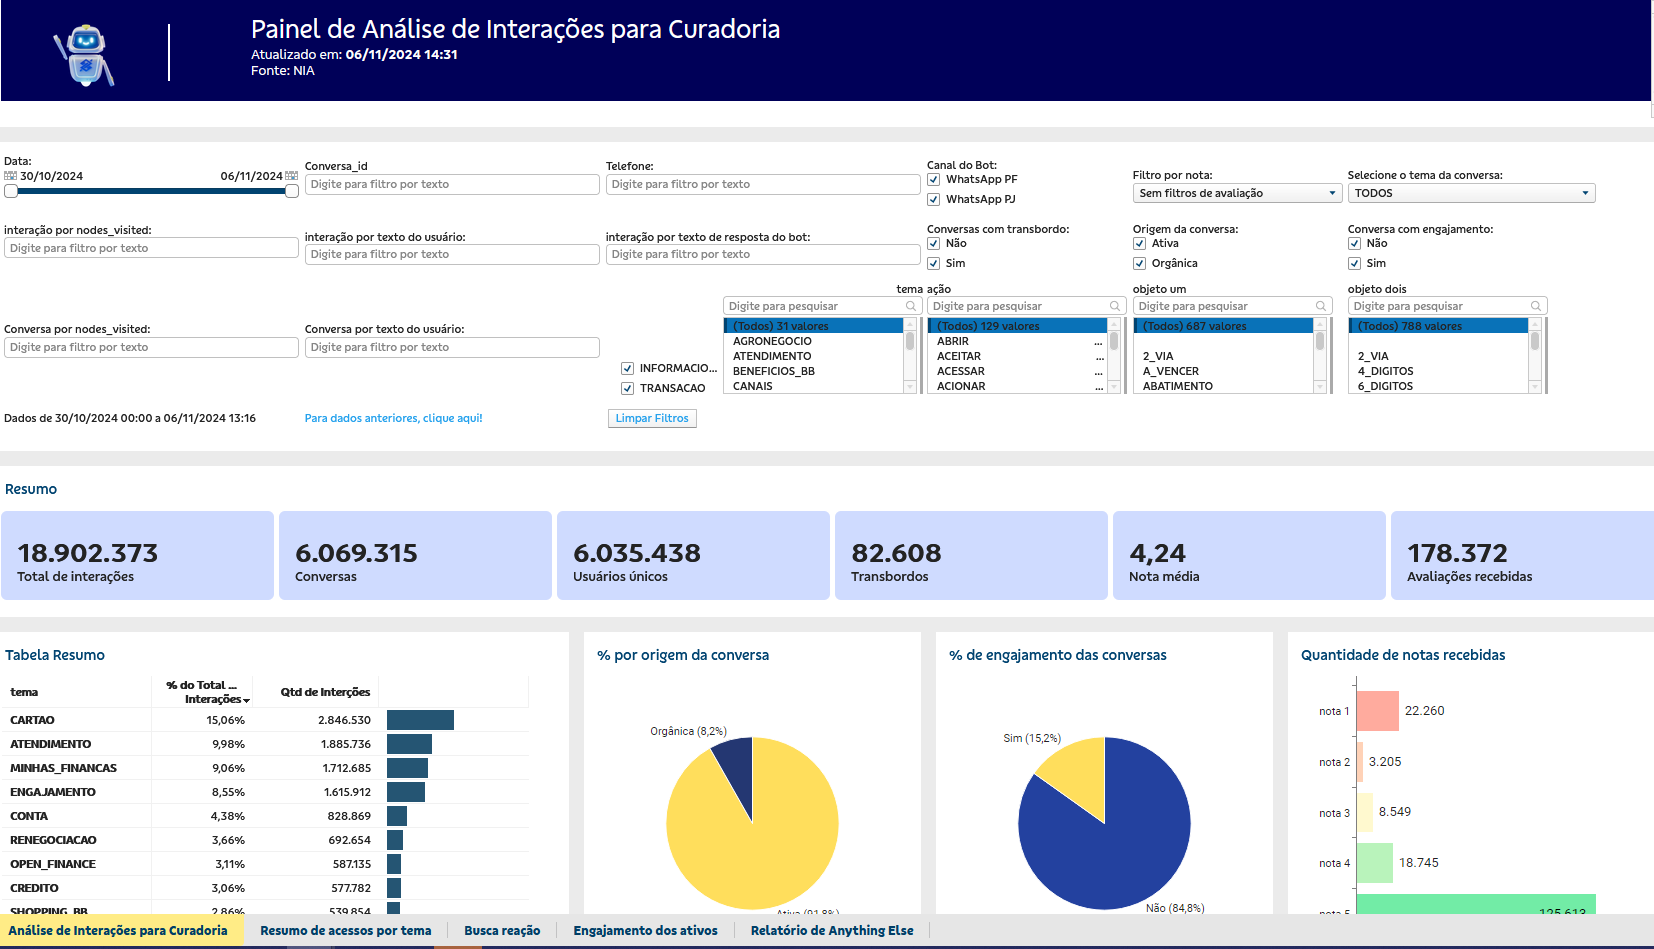 Painel de Análise de Interações para Curadoria
Atualizado em: 06/11/2024 14:31
Fonte: NIA
Data:
30/10/2024 06/11/2024
Conversa_id
Digite para filtro por texto
Telefone:
Digite para filtro por texto
Canal do Bot:
WhatsApp PF
WhatsApp PJ
Filtro por nota:
Sem filtros de avaliação
Selecione o tema da conversa:
TODOS
interação por nodes_visited:
Digite para filtro por texto
interação por texto do usuário:
Digite para filtro por texto
interação por texto de resposta do bot:
Digite para filtro por texto
Conversas com transbordo:
Não
Sim
Origem da conversa:
Ativa
Orgânica
Conversa com engajamento:
Não
Sim
Conversa por nodes_visited:
Digite para filtro por texto
Conversa por texto do usuário:
Digite para filtro por texto
INFORMACIO...
TRANSACAO
tema
Digite para pesquisar
(Todos) 31 valores
AGRONEGOCIO
ATENDIMENTO
BENEFICIOS_BB
CANAIS
ação
Digite para pesquisar
(Todos) 129 valores
ABRIR ...
ACEITAR ...
ACESSAR ...
ACIONAR ...
objeto um
Digite para pesquisar
(Todos) 687 valores
2_VIA
A_VENCER
ABATIMENTO
objeto dois
Digite para pesquisar
(Todos) 788 valores
2_VIA
4_DIGITOS
6_DIGITOS
Dados de 30/10/2024 00:00 a 06/11/2024 13:16
Para dados anteriores, clique aqui!
Limpar Filtros
Resumo
18.902.373
Total de interações
6.069.315
Conversas
6.035.438
Usuários únicos
82.608
Transbordos
4,24
Nota média
178.372
Avaliações recebidas
Tabela Resumo
tema % do Total ... Interações Qtd de Interções
CARTAO 15,06% 2.846.530
ATENDIMENTO 9,98% 1.885.736
MINHAS_FINANCAS 9,06% 1.712.685
ENGAJAMENTO 8,55% 1.615.912
CONTA 4,38% 828.869
RENEGOCIACAO 3,66% 692.654
OPEN_FINANCE 3,11% 587.135
CREDITO 3,06% 577.782
SHOPPING_BB 2,86% 539.854
% por origem da conversa
Orgânica (8,2%)
Ativa (91,8%)
% de engajamento das conversas
Sim (15,2%)
Não (84,8%)
Quantidade de notas recebidas
nota 1 22.260
nota 2 3.205
nota 3 8.549
nota 4 18.745
nota 5 125.613
Análise de Interações para Curadoria
Resumo de acessos por tema
Busca reação
Engajamento dos ativos
Relatório de Anything Else